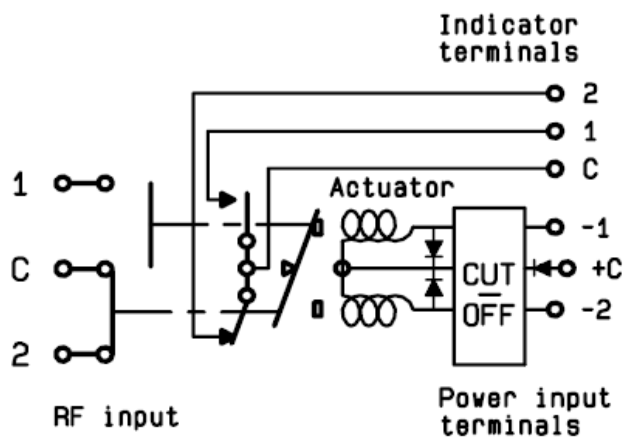 Indicator
terminals
2
1
C
Actuator
1
C
2
-1
+C
-2
CUT
OFF
RF input
Power input
terminals